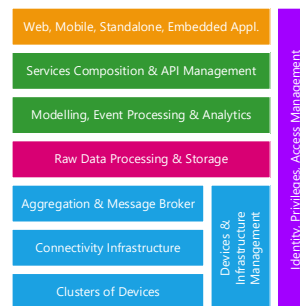 Web, Mobile, Standalone, Embedded Appl.
Services Composition & API Management
Modelling, Event Processing & Analytics
Raw Data Processing & Storage
Aggregation & Message Broker
Connectivity Infrastructure
Clusters of Devices
Devices &
Infrastructure
Management
Identity, Privileges, Access Management